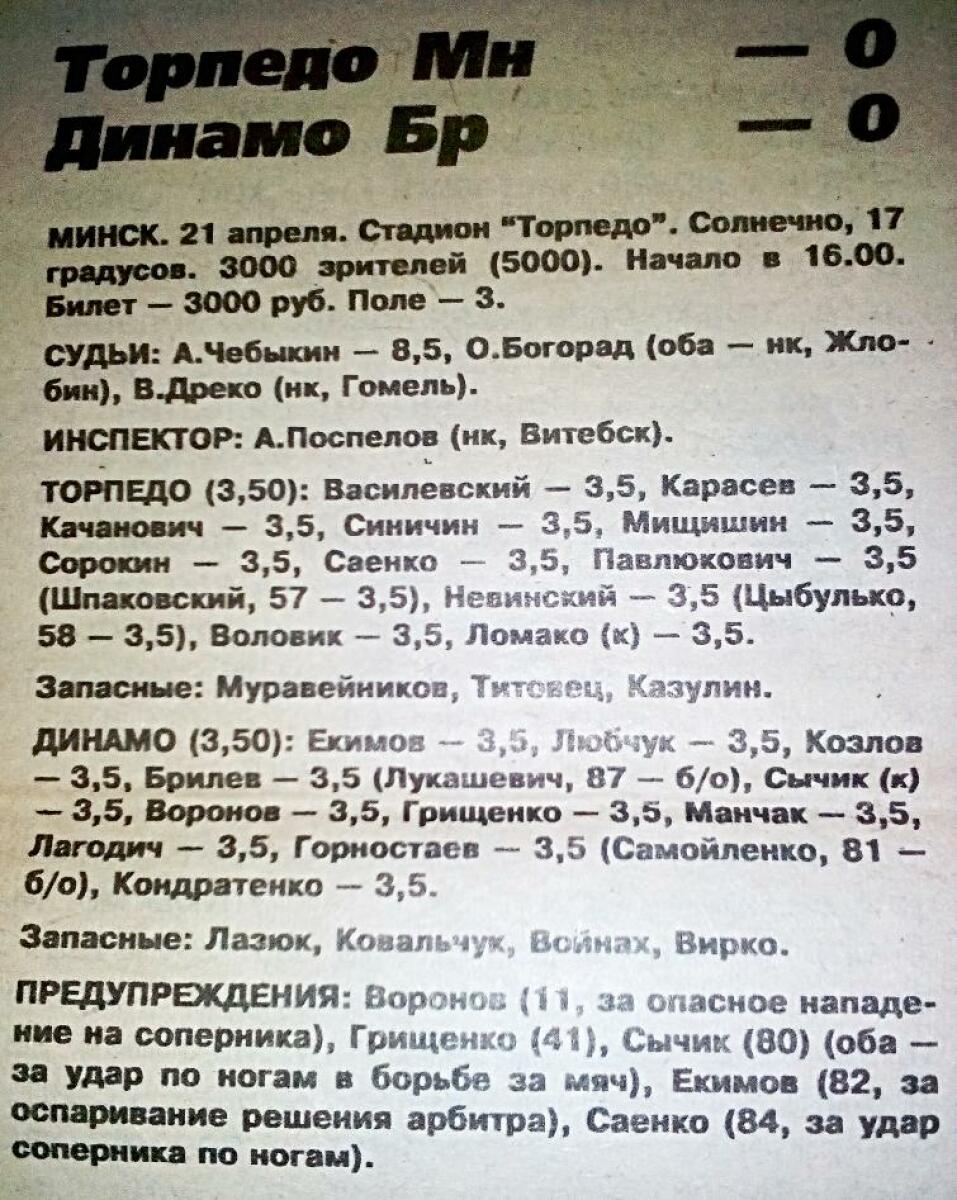 Торпедо Мн — 0
Динамо Бр — 0
МИНСК. 21 апреля. Стадион "Торпедо". Солнечно, 17
градусов. 3000 зрителей (5000). Начало в 16.00.
Билет — 3000 руб. Поле — 3.
СУДЬИ: А.Чебыкин — 8,5, О.Богорад (оба — нк, Жло-
бин), В.Дреко (нк, Гомель).
ИНСПЕКТОР: А.Поспелов (нк, Витебск).
ТОРПЕДО (3,50): Василевский — 3,5, Карасев — 3,5,
Качанович — 3,5, Синичин — 3,5, Мищишин — 3,5,
Сорокин — 3,5, Саенко — 3,5, Павлюкович — 3,5
(Шпаковский, 57 — 3,5), Невинский — 3,5 (Цыбулько,
58 — 3,5), Воловик — 3,5, Ломако (к) — 3,5.
Запасные: Муравейников, Титовец, Казулин.
ДИНАМО (3,50): Екимов — 3,5, Любчук — 3,5, Козлов
— 3,5, Брилев — 3,5 (Лукашевич, 87 — б/о), Сычик (к)
— 3,5, Воронов — 3,5, Грищенко — 3,5, Манчак — 3,5,
Лагодич — 3,5, Горностаев — 3,5 (Самойленко, 81 —
б/о), Кондратенко — 3,5.
Запасные: Лазюк, Ковальчук, Войнах, Вирко.
ПРЕДУПРЕЖДЕНИЯ: Воронов (11, за опасное нападе-
ние на соперника), Грищенко (41), Сычик (80) (оба —
за удар по ногам в борьбе за мяч), Екимов (82, за
оспаривание решения арбитра), Саенко (84, за удар
соперника по ногам).